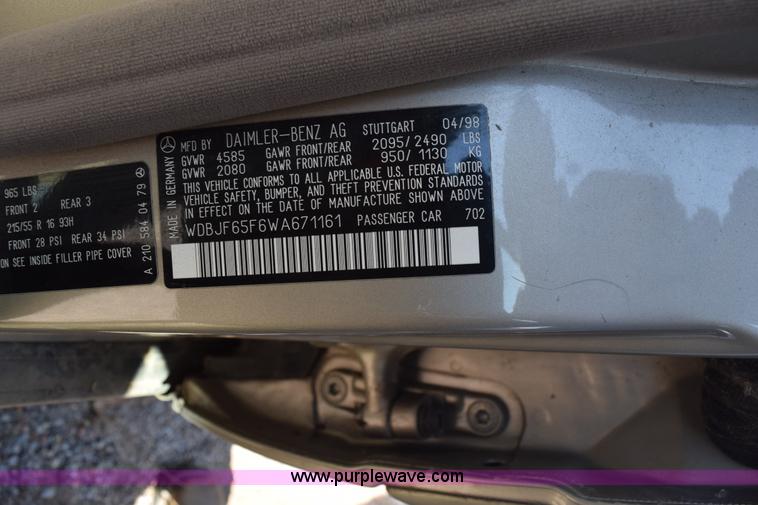 965 LBS
FRONT 2 REAR 3
215/55 R 16 93H
FRONT 28 PSI REAR 34 PSI
ON SEE INSIDE FILLER PIPE COVER
A 210 584 04 79
MADE IN GERMANY
MFD BY DAIMLER-BENZ AG STUTTGART 04/98
GVWR 4585 GAWR FRONT/REAR 2095/2490 LBS
GVWR 2080 GAWR FRONT/REAR 950/1130 KG
THIS VEHICLE CONFORMS TO ALL APPLICABLE U.S. FEDERAL MOTOR
VEHICLE SAFETY, BUMPER, AND THEFT PREVENTION STANDARDS
IN EFFECT ON THE DATE OF MANUFACTURE SHOWN ABOVE
WDBJF65F6WA671161 PASSENGER CAR 702
www.purplewave.com